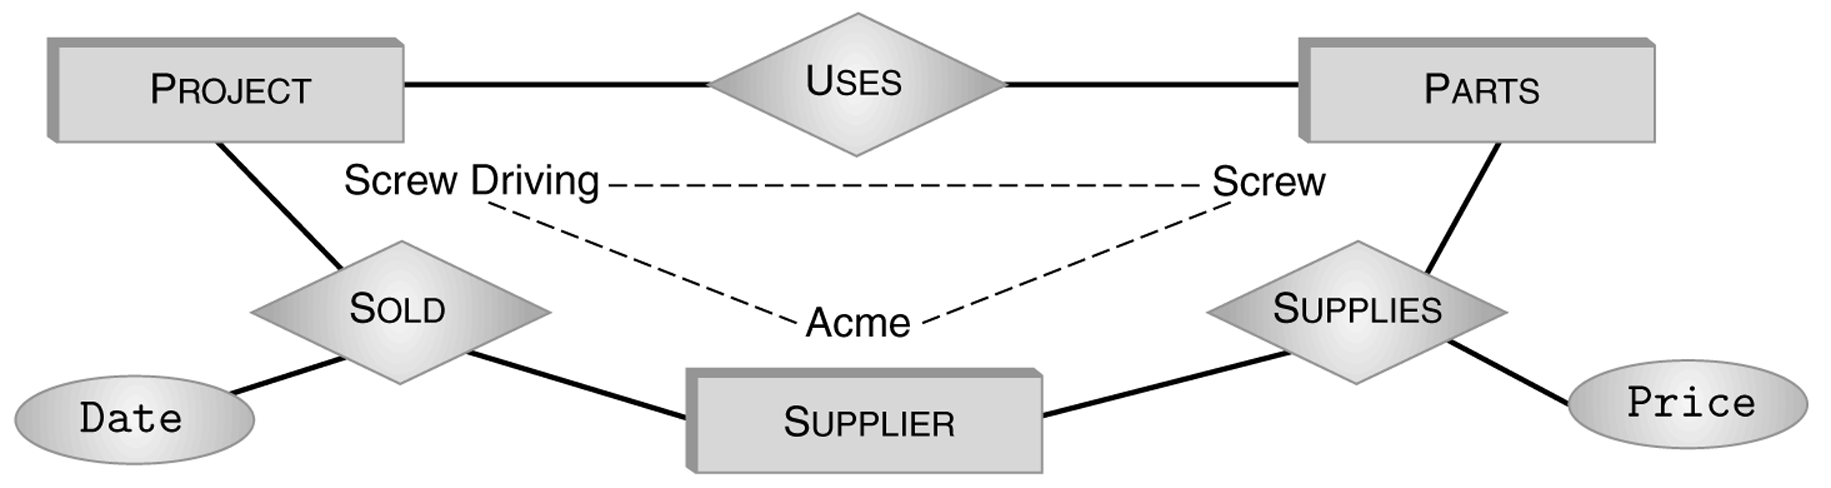 PROJECT
USES
PARTS
Screw Driving
Screw
SOLD
SUPPLIES
Acme
Date
SUPPLIER
Price